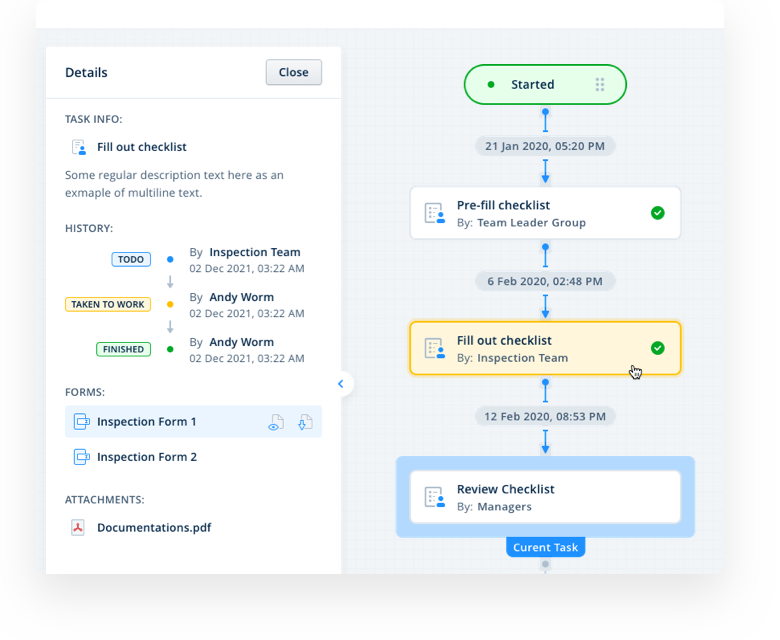 Details
Close
TASK INFO:
Fill out checklist
Some regular description text here as an
exmaple of multiline text.
HISTORY:
TODO
By Inspection Team
02 Dec 2021, 03:22 AM
TAKEN TO WORK
By Andy Worm
02 Dec 2021, 03:22 AM
FINISHED
By Andy Worm
02 Dec 2021, 03:22 AM
FORMS:
Inspection Form 1
Inspection Form 2
ATTACHMENTS:
Documentations.pdf
Started
21 Jan 2020, 05:20 PM
Pre-fill checklist
By: Team Leader Group
6 Feb 2020, 02:48 PM
Fill out checklist
By: Inspection Team
12 Feb 2020, 08:53 PM
Review Checklist
By: Managers
Curent Task